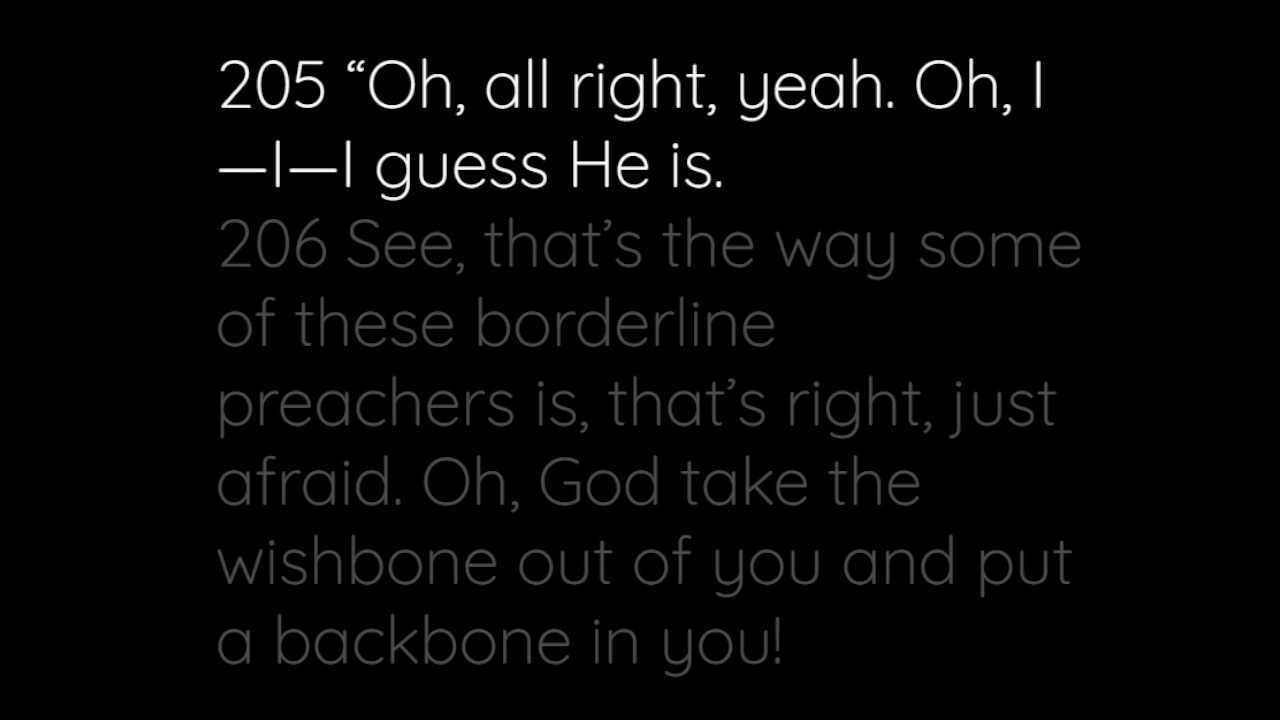 205 “Oh, all right, yeah. Oh, I
—I—I guess He is.
206 See, that’s the way some
of these borderline
preachers is, that’s right, just
afraid. Oh, God take the
wishbone out of you and put
a backbone in you!